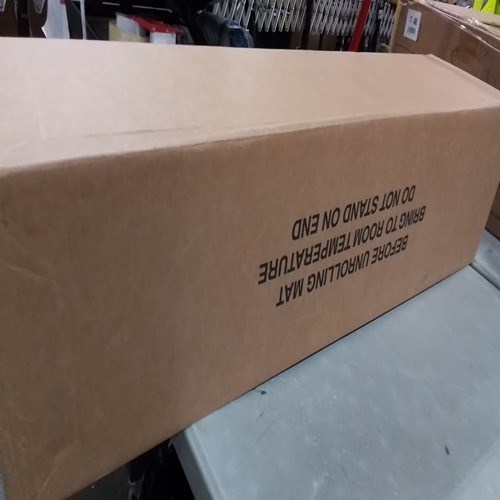 BEFORE UNROLLING MAT
BRING TO ROOM TEMPERATURE
DO NOT STAND ON END